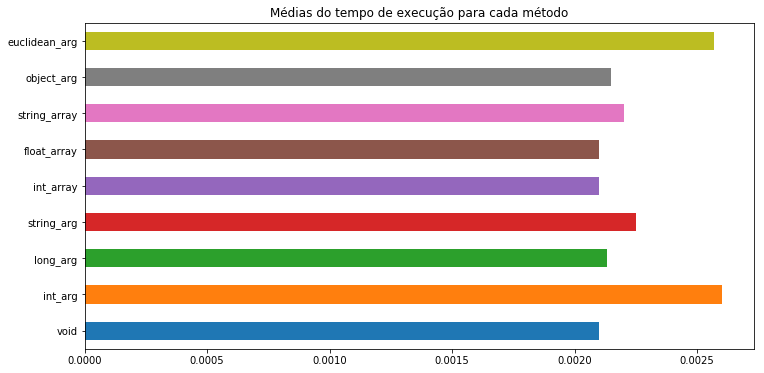 Médias do tempo de execução para cada método
euclidean_arg
object_arg
string_array
float_array
int_array
string_arg
long_arg
int_arg
void
0.0000 0.0005 0.0010 0.0015 0.0020 0.0025